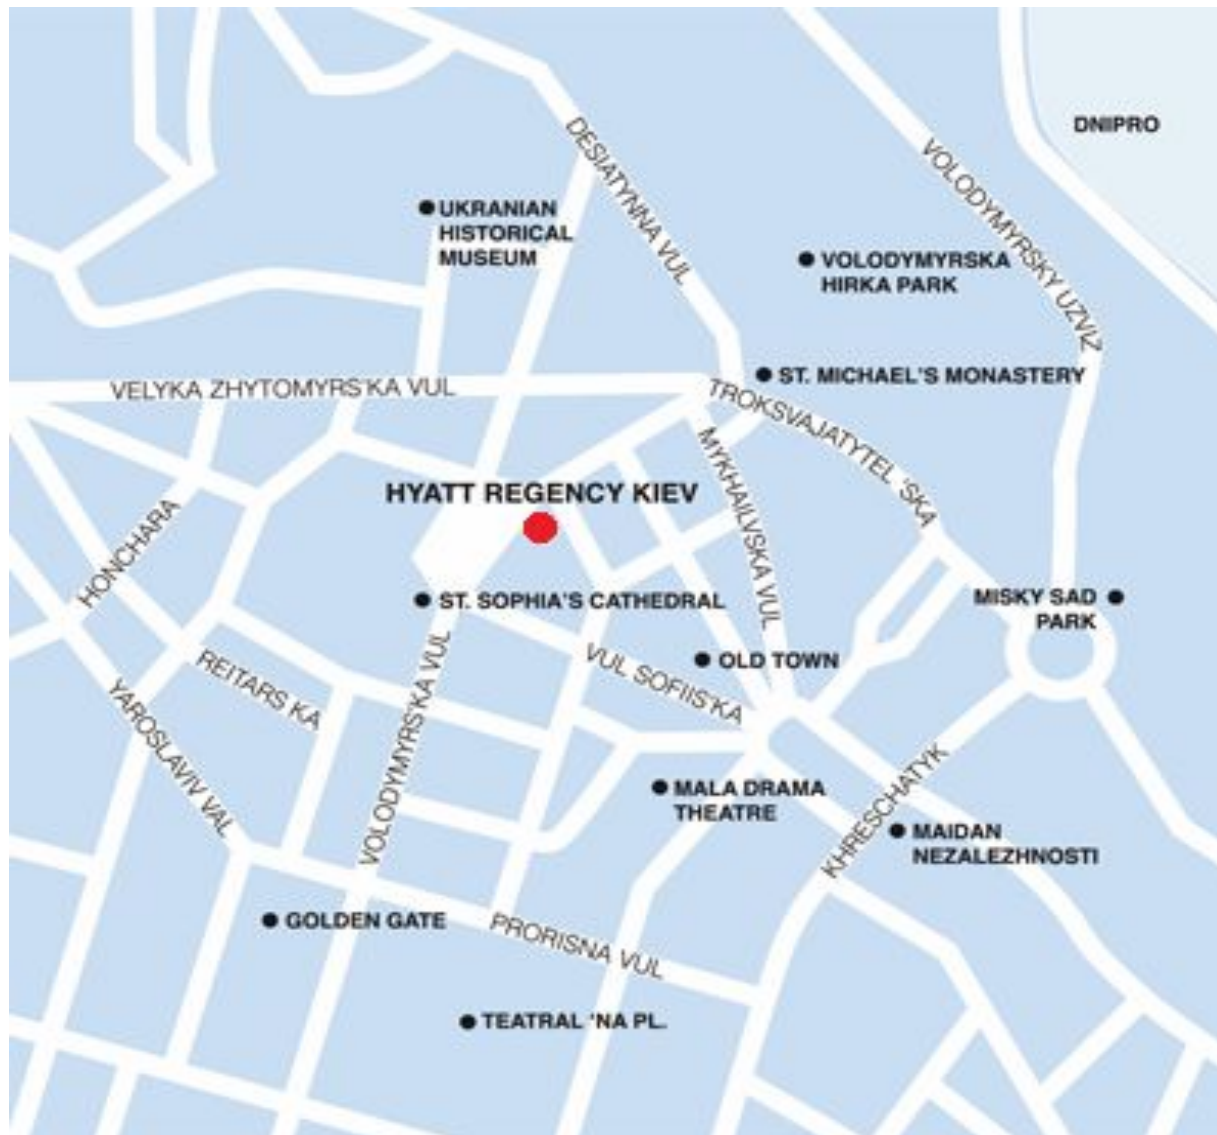 DNIPRO
DESIATYNNA VUL
VOLODYMYRSKY UZVIZ
UKRANIAN
HISTORICAL
MUSEUM
VOLODYMYRSKA
HIRKA PARK
ST. MICHAEL'S MONASTERY
VELYKA ZHYTOMYRS'KA VUL
TROKSVAJATYTEL 'SKA
MYKHAILVSKA VUL
HYATT REGENCY KIEV
HONCHARA
ST. SOPHIA'S CATHEDRAL
MISKY SAD
PARK
VUL SOFIIS'KA
OLD TOWN
REITARS KA
YAROSLAVIV VAL
VOLODYMYRS'KA VUL
MALA DRAMA
THEATRE
KHRESCHATYK
MAIDAN
NEZALEZHNOSTI
GOLDEN GATE
PRORISNA VUL
TEATRAL 'NA PL.